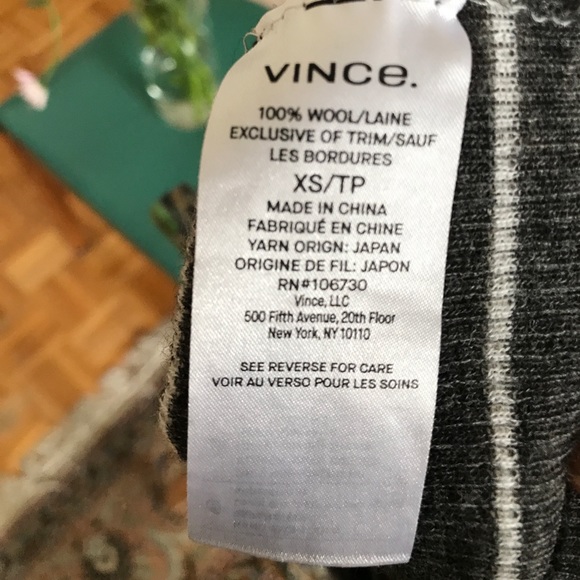 VINCe.
100% WOOL/LAINE
EXCLUSIVE OF TRIM/SAUF
LES BORDURES
XS/TP
MADE IN CHINA
FABRIQUÉ EN CHINE
YARN ORIGN: JAPAN
ORIGINE DE FIL: JAPON
RN#106730
Vince, LLC
500 Fifth Avenue, 20th Floor
New York, NY 10110
SEE REVERSE FOR CARE
VOIR AU VERSO POUR LES SOINS